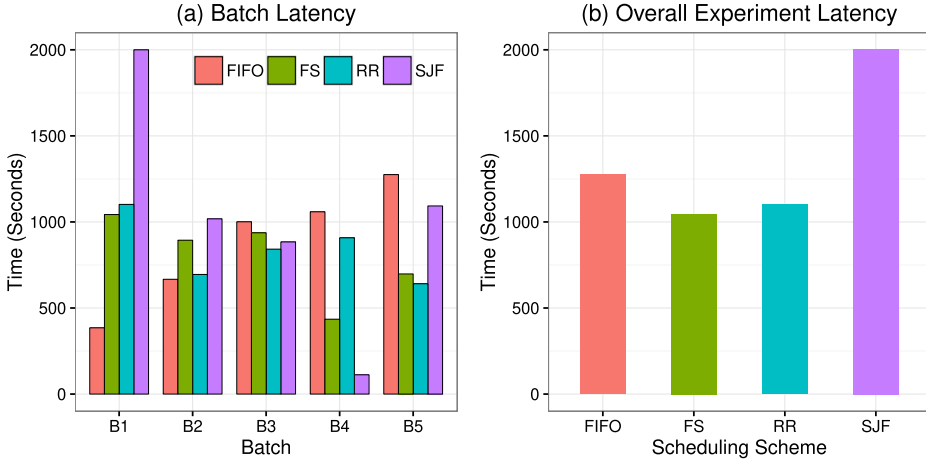 (a) Batch Latency
Time (Seconds)
2000
1500
1000
500
0
FIFO FS RR SJF
B1 B2 B3 B4 B5
Batch
(b) Overall Experiment Latency
Time (Seconds)
2000
1500
1000
500
0
FIFO FS RR SJF
Scheduling Scheme